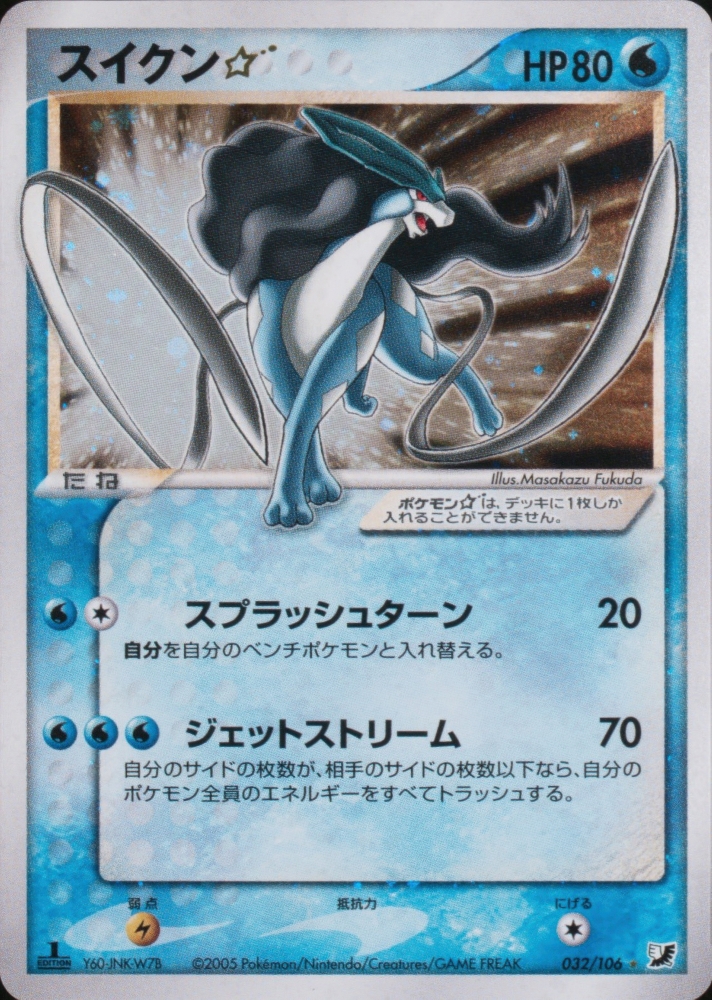 スイクン☆
HP80
たね
Illus.Masakazu Fukuda
ポケモン☆は、デッキに1枚しか
入れることができません。
スプラッシュターン 20
自分を自分のベンチポケモンと入れ替える。
ジェットストリーム 70
自分のサイドの枚数が、相手のサイドの枚数以下なら、自分の
ポケモン全員のエネルギーをすべてトラッシュする。
弱点 抵抗力 にげる
1 EDITION Y60-JNK-W7B ©2005 Pokémon/Nintendo/Creatures/GAME FREAK 032/106 ★